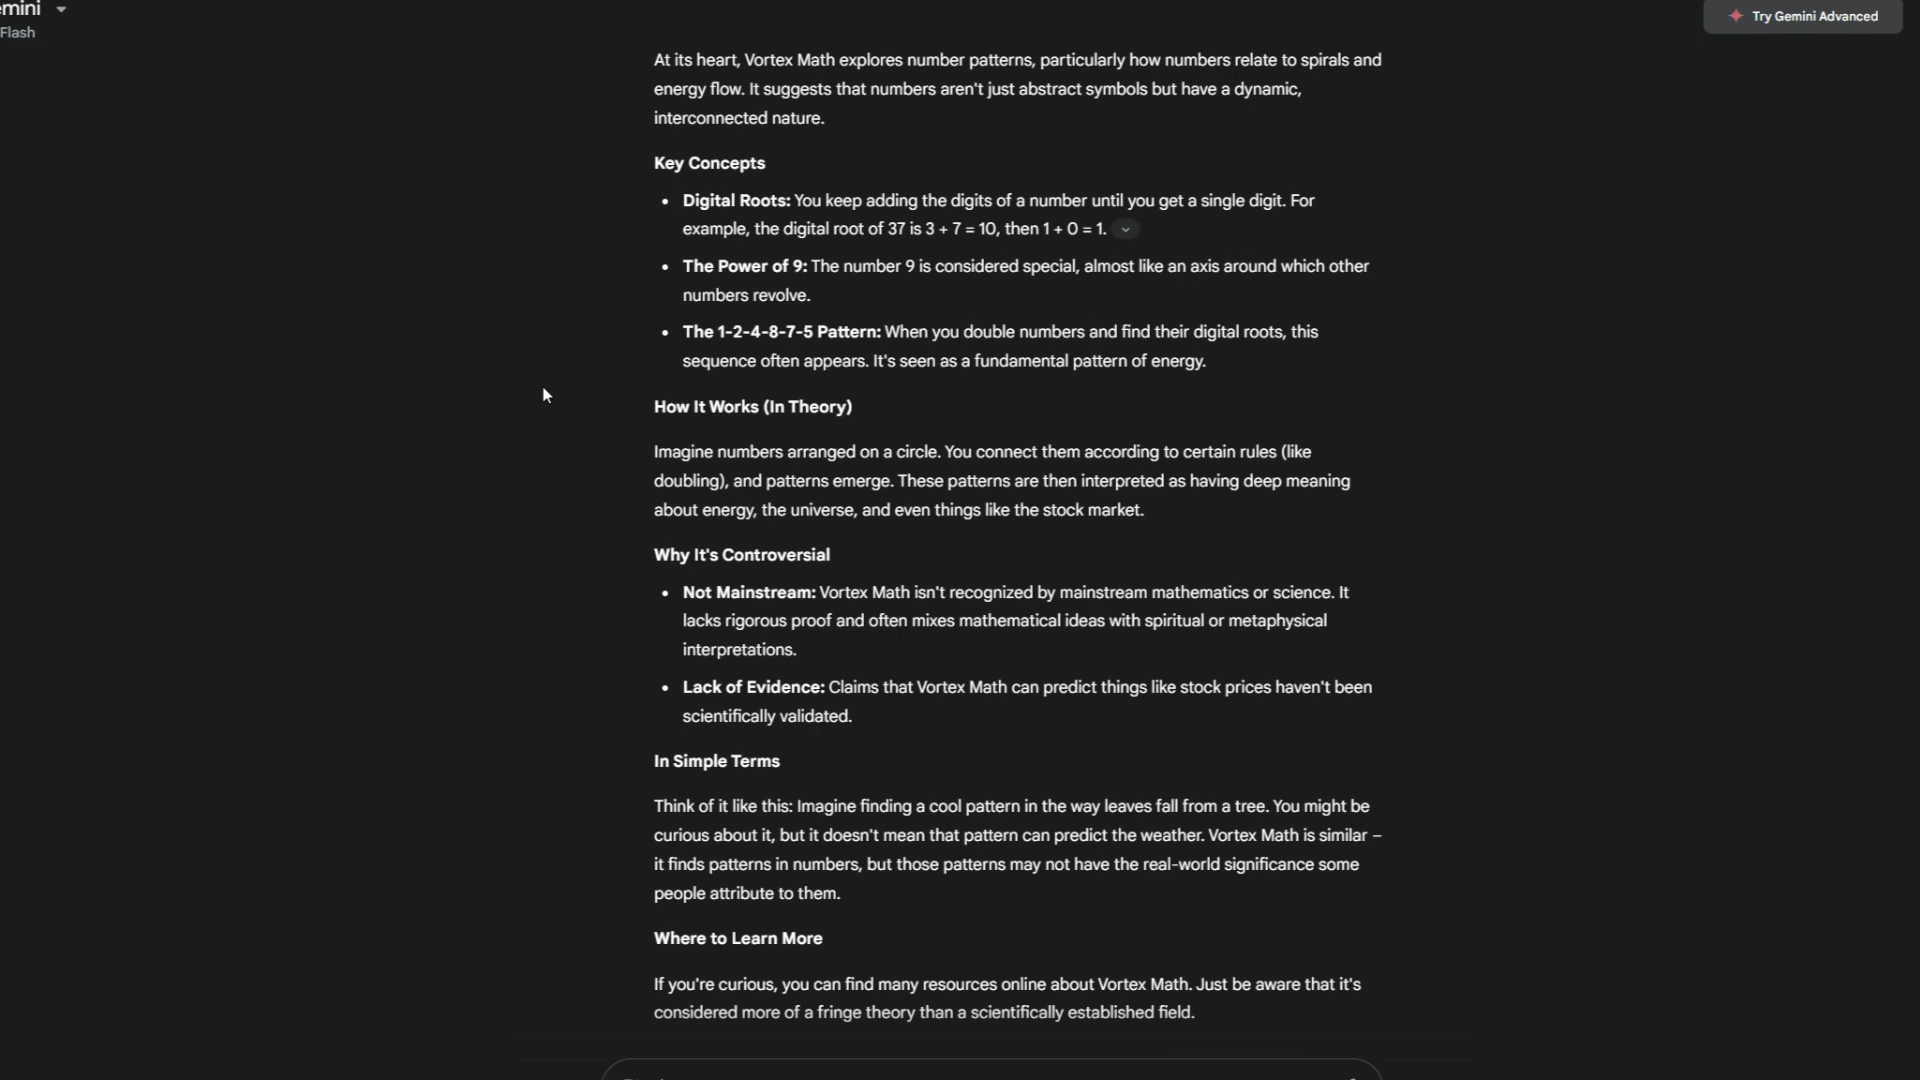 emini
Flash
Try Gemini Advanced
At its heart, Vortex Math explores number patterns, particularly how numbers relate to spirals and
energy flow. It suggests that numbers aren't just abstract symbols but have a dynamic,
interconnected nature.
Key Concepts
• Digital Roots: You keep adding the digits of a number until you get a single digit. For
example, the digital root of 37 is 3 + 7 = 10, then 1 + 0 = 1.
• The Power of 9: The number 9 is considered special, almost like an axis around which other
numbers revolve.
• The 1-2-4-8-7-5 Pattern: When you double numbers and find their digital roots, this
sequence often appears. It's seen as a fundamental pattern of energy.
How It Works (In Theory)
Imagine numbers arranged on a circle. You connect them according to certain rules (like
doubling), and patterns emerge. These patterns are then interpreted as having deep meaning
about energy, the universe, and even things like the stock market.
Why It's Controversial
• Not Mainstream: Vortex Math isn't recognized by mainstream mathematics or science. It
lacks rigorous proof and often mixes mathematical ideas with spiritual or metaphysical
interpretations.
• Lack of Evidence: Claims that Vortex Math can predict things like stock prices haven't been
scientifically validated.
In Simple Terms
Think of it like this: Imagine finding a cool pattern in the way leaves fall from a tree. You might be
curious about it, but it doesn't mean that pattern can predict the weather. Vortex Math is similar –
it finds patterns in numbers, but those patterns may not have the real-world significance some
people attribute to them.
Where to Learn More
If you're curious, you can find many resources online about Vortex Math. Just be aware that it's
considered more of a fringe theory than a scientifically established field.